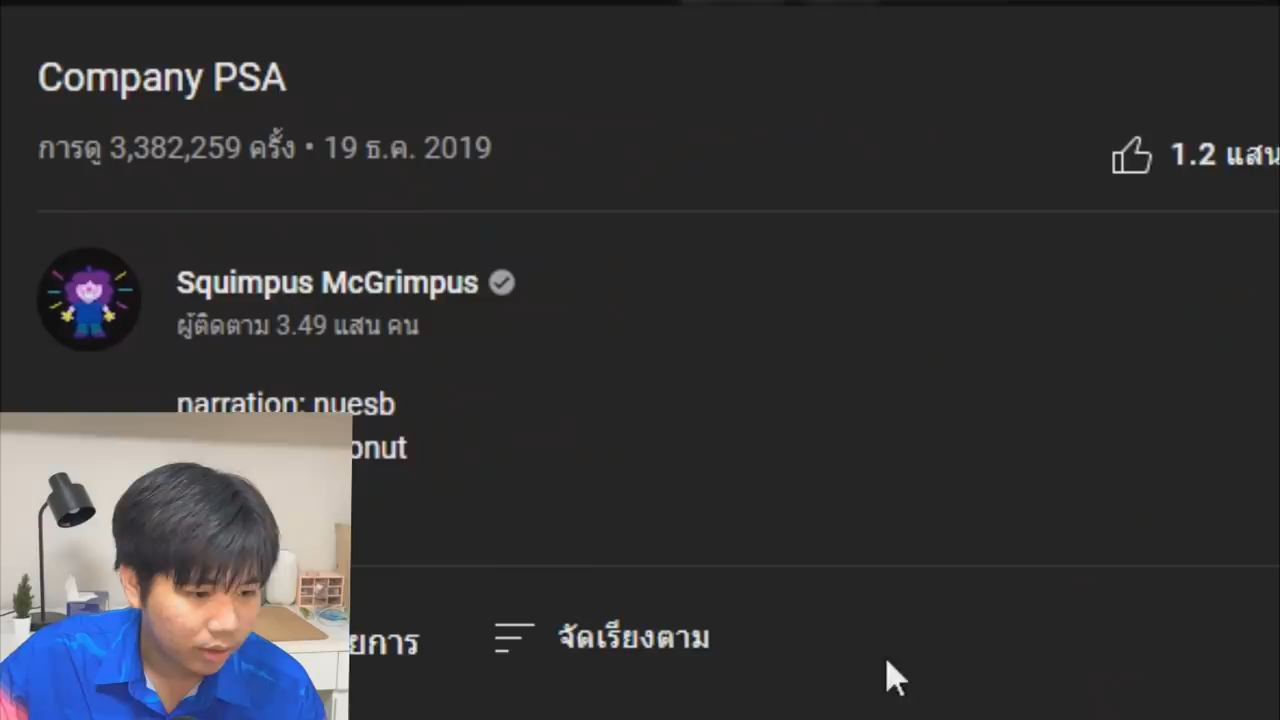 Company PSA
การดู 3,382,259 ครั้ง • 19 ธ.ค. 2019
1.2 แสน
Squimpus McGrimpus
ผู้ติดตาม 3.49 แสน คน
narration: nuesb
onut
ยการ
จัดเรียงตาม